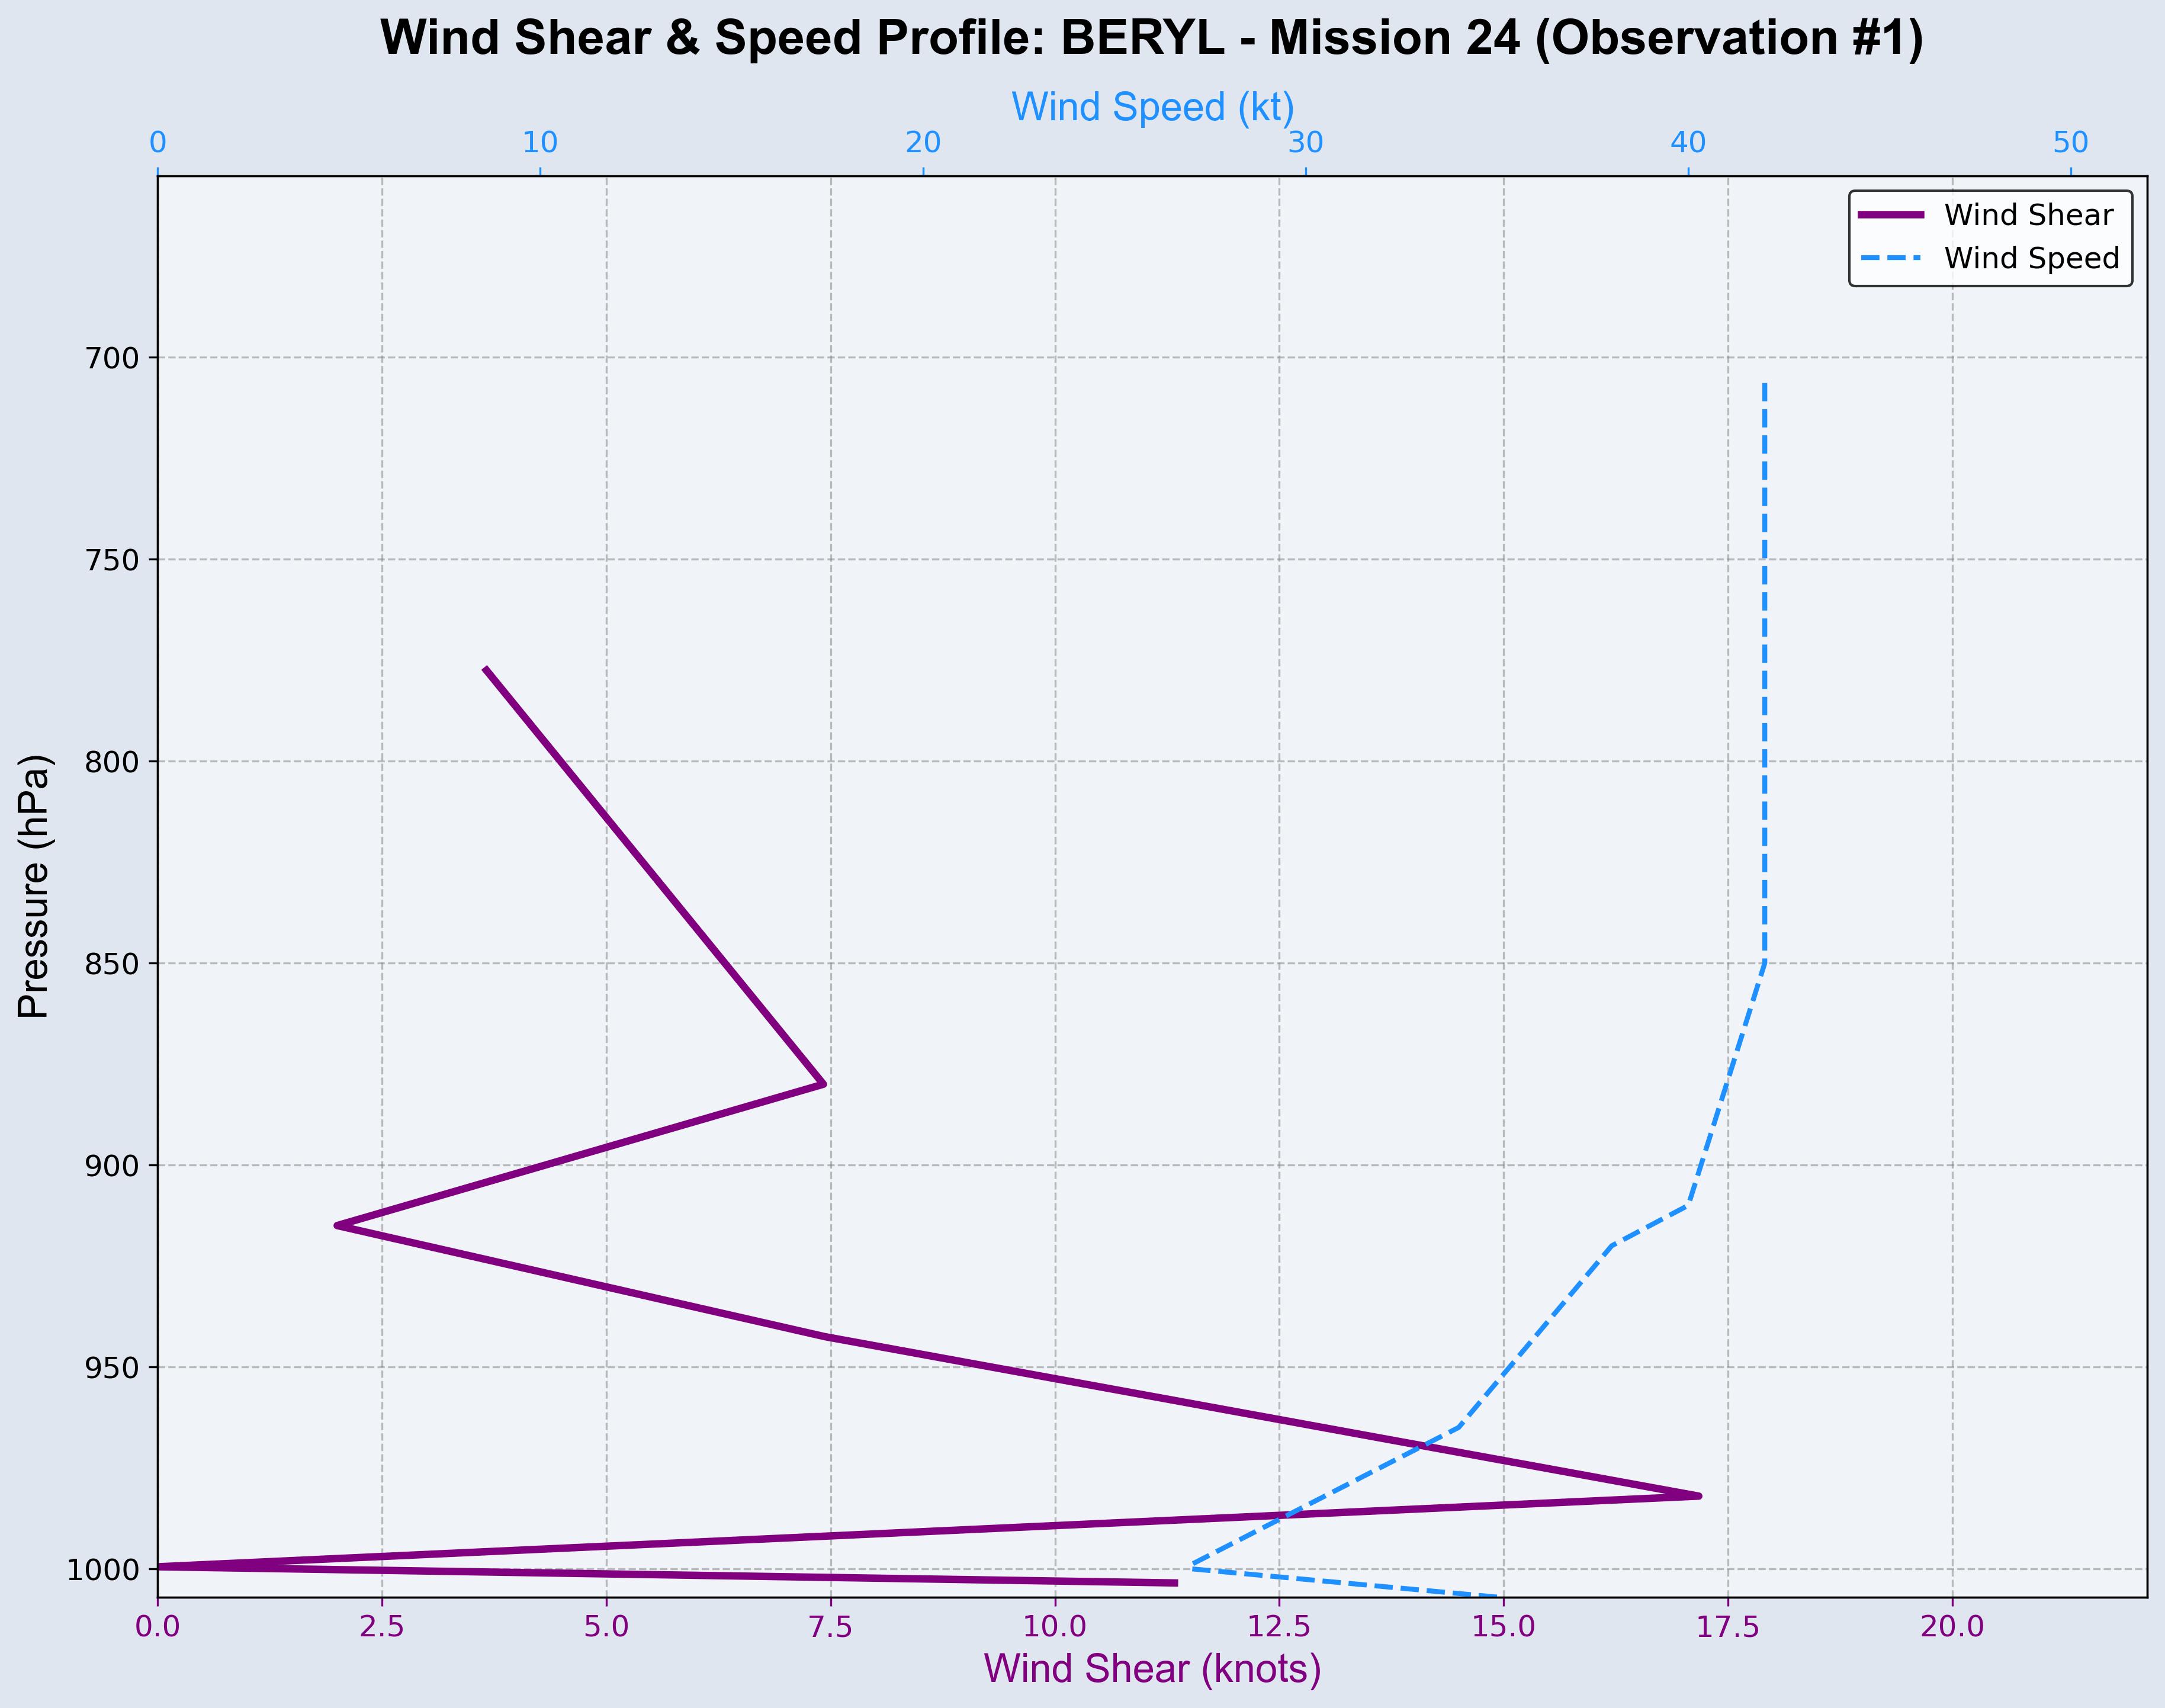 Wind Shear & Speed Profile: BERYL - Mission 24 (Observation #1)
Wind Speed (kt)
0 10 20 30 40 50
Wind Shear
Wind Speed
700
750
800
850
900
950
1000
Pressure (hPa)
0.0 2.5 5.0 7.5 10.0 12.5 15.0 17.5 20.0
Wind Shear (knots)